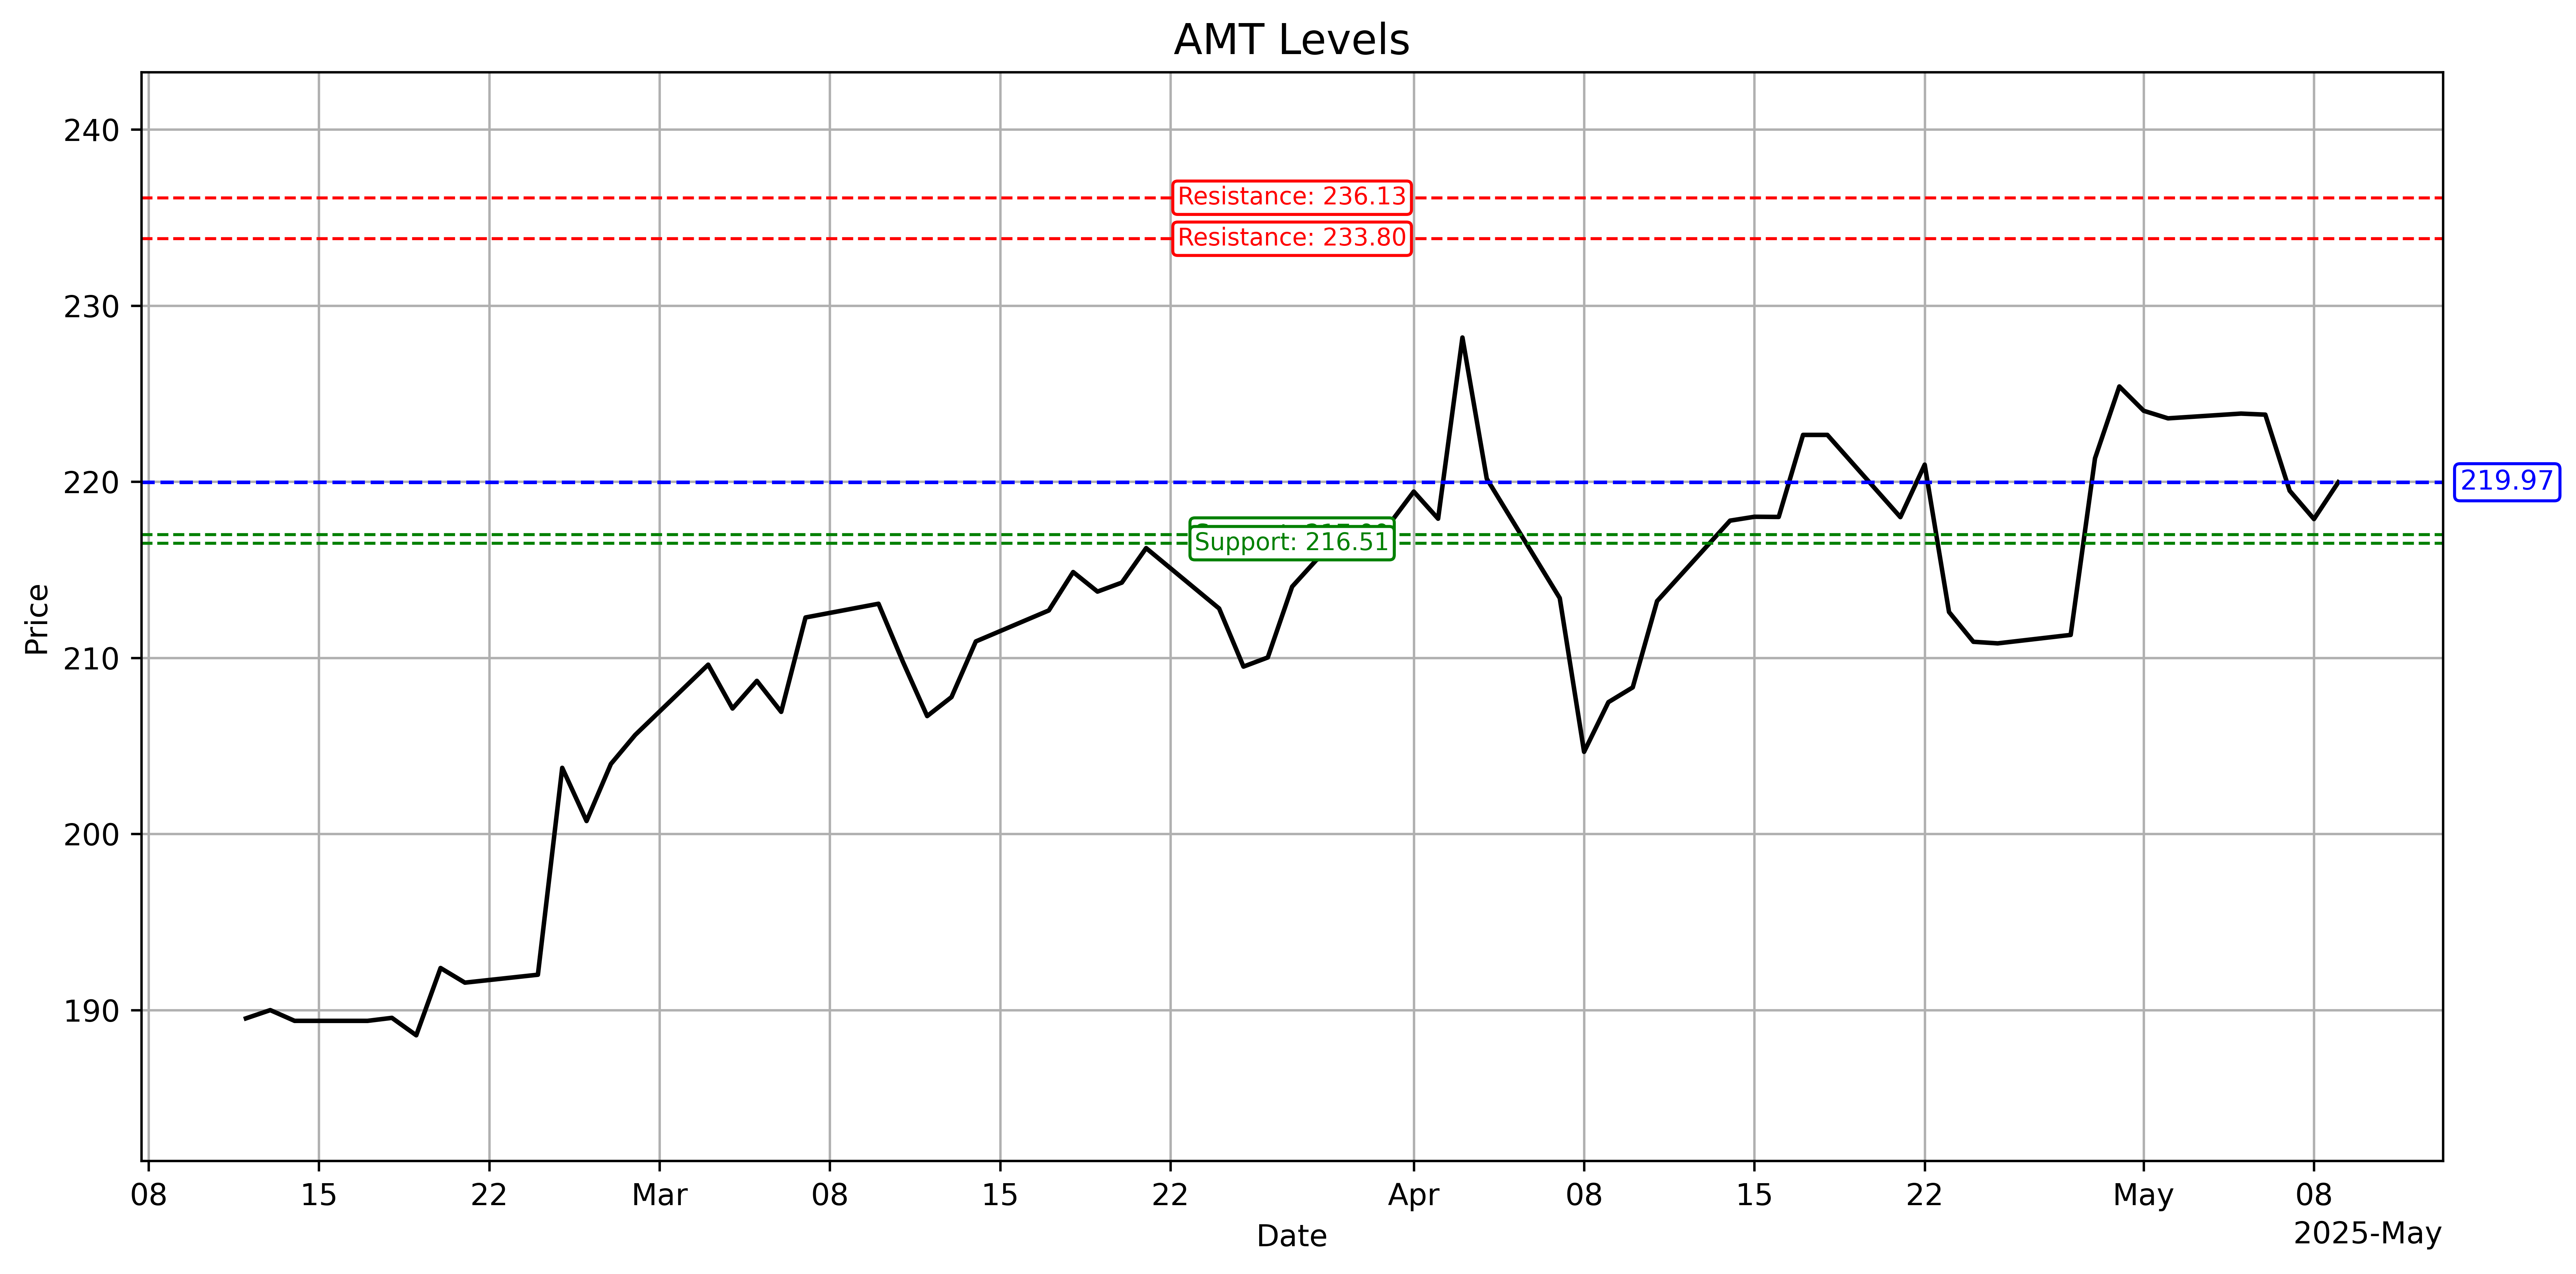 AMT Levels
240
230
220
210
200
190
Price
Resistance: 236.13
Resistance: 233.80
219.97
Support: 216.51
08 15 22 Mar 08 15 22 Apr 08 15 22 May 08
2025-May
Date